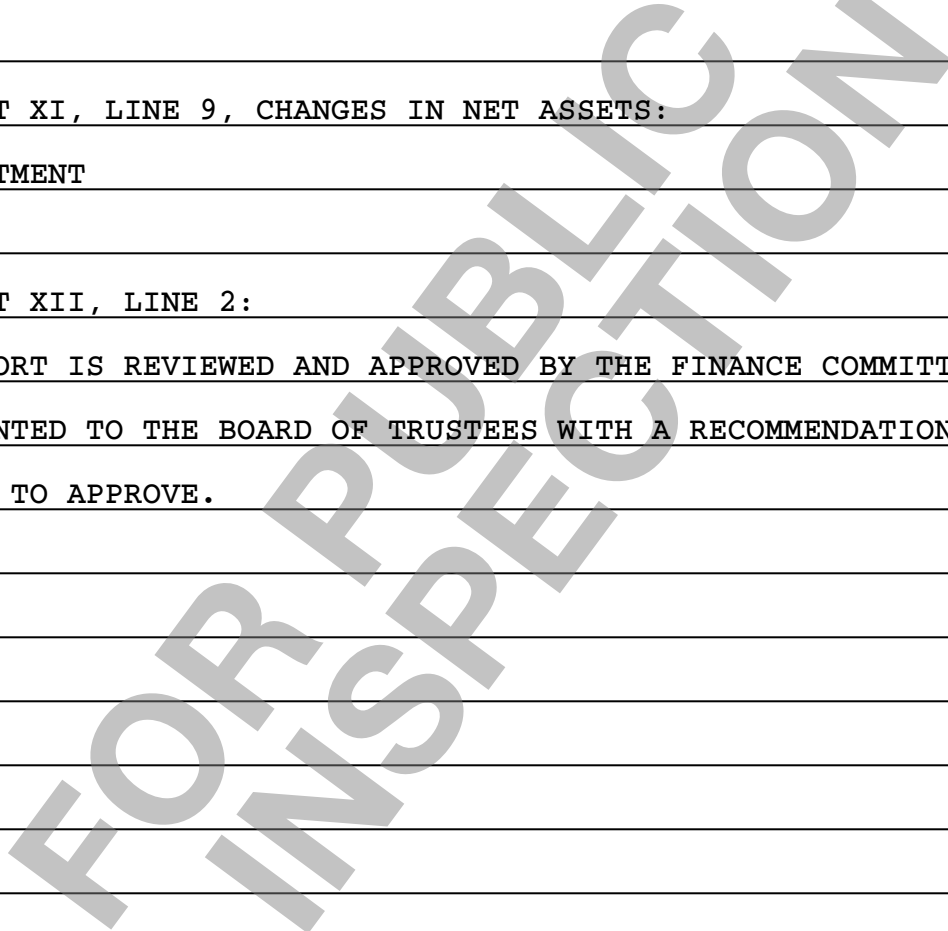 T XI, LINE 9, CHANGES IN NET ASSETS:
TMENT
T XII, LINE 2:
ORT IS REVIEWED AND APPROVED BY THE FINANCE COMMITT
NTED TO THE BOARD OF TRUSTEES WITH A RECOMMENDATION
TO APPROVE.
FOR PUBLIC
INSPECTION